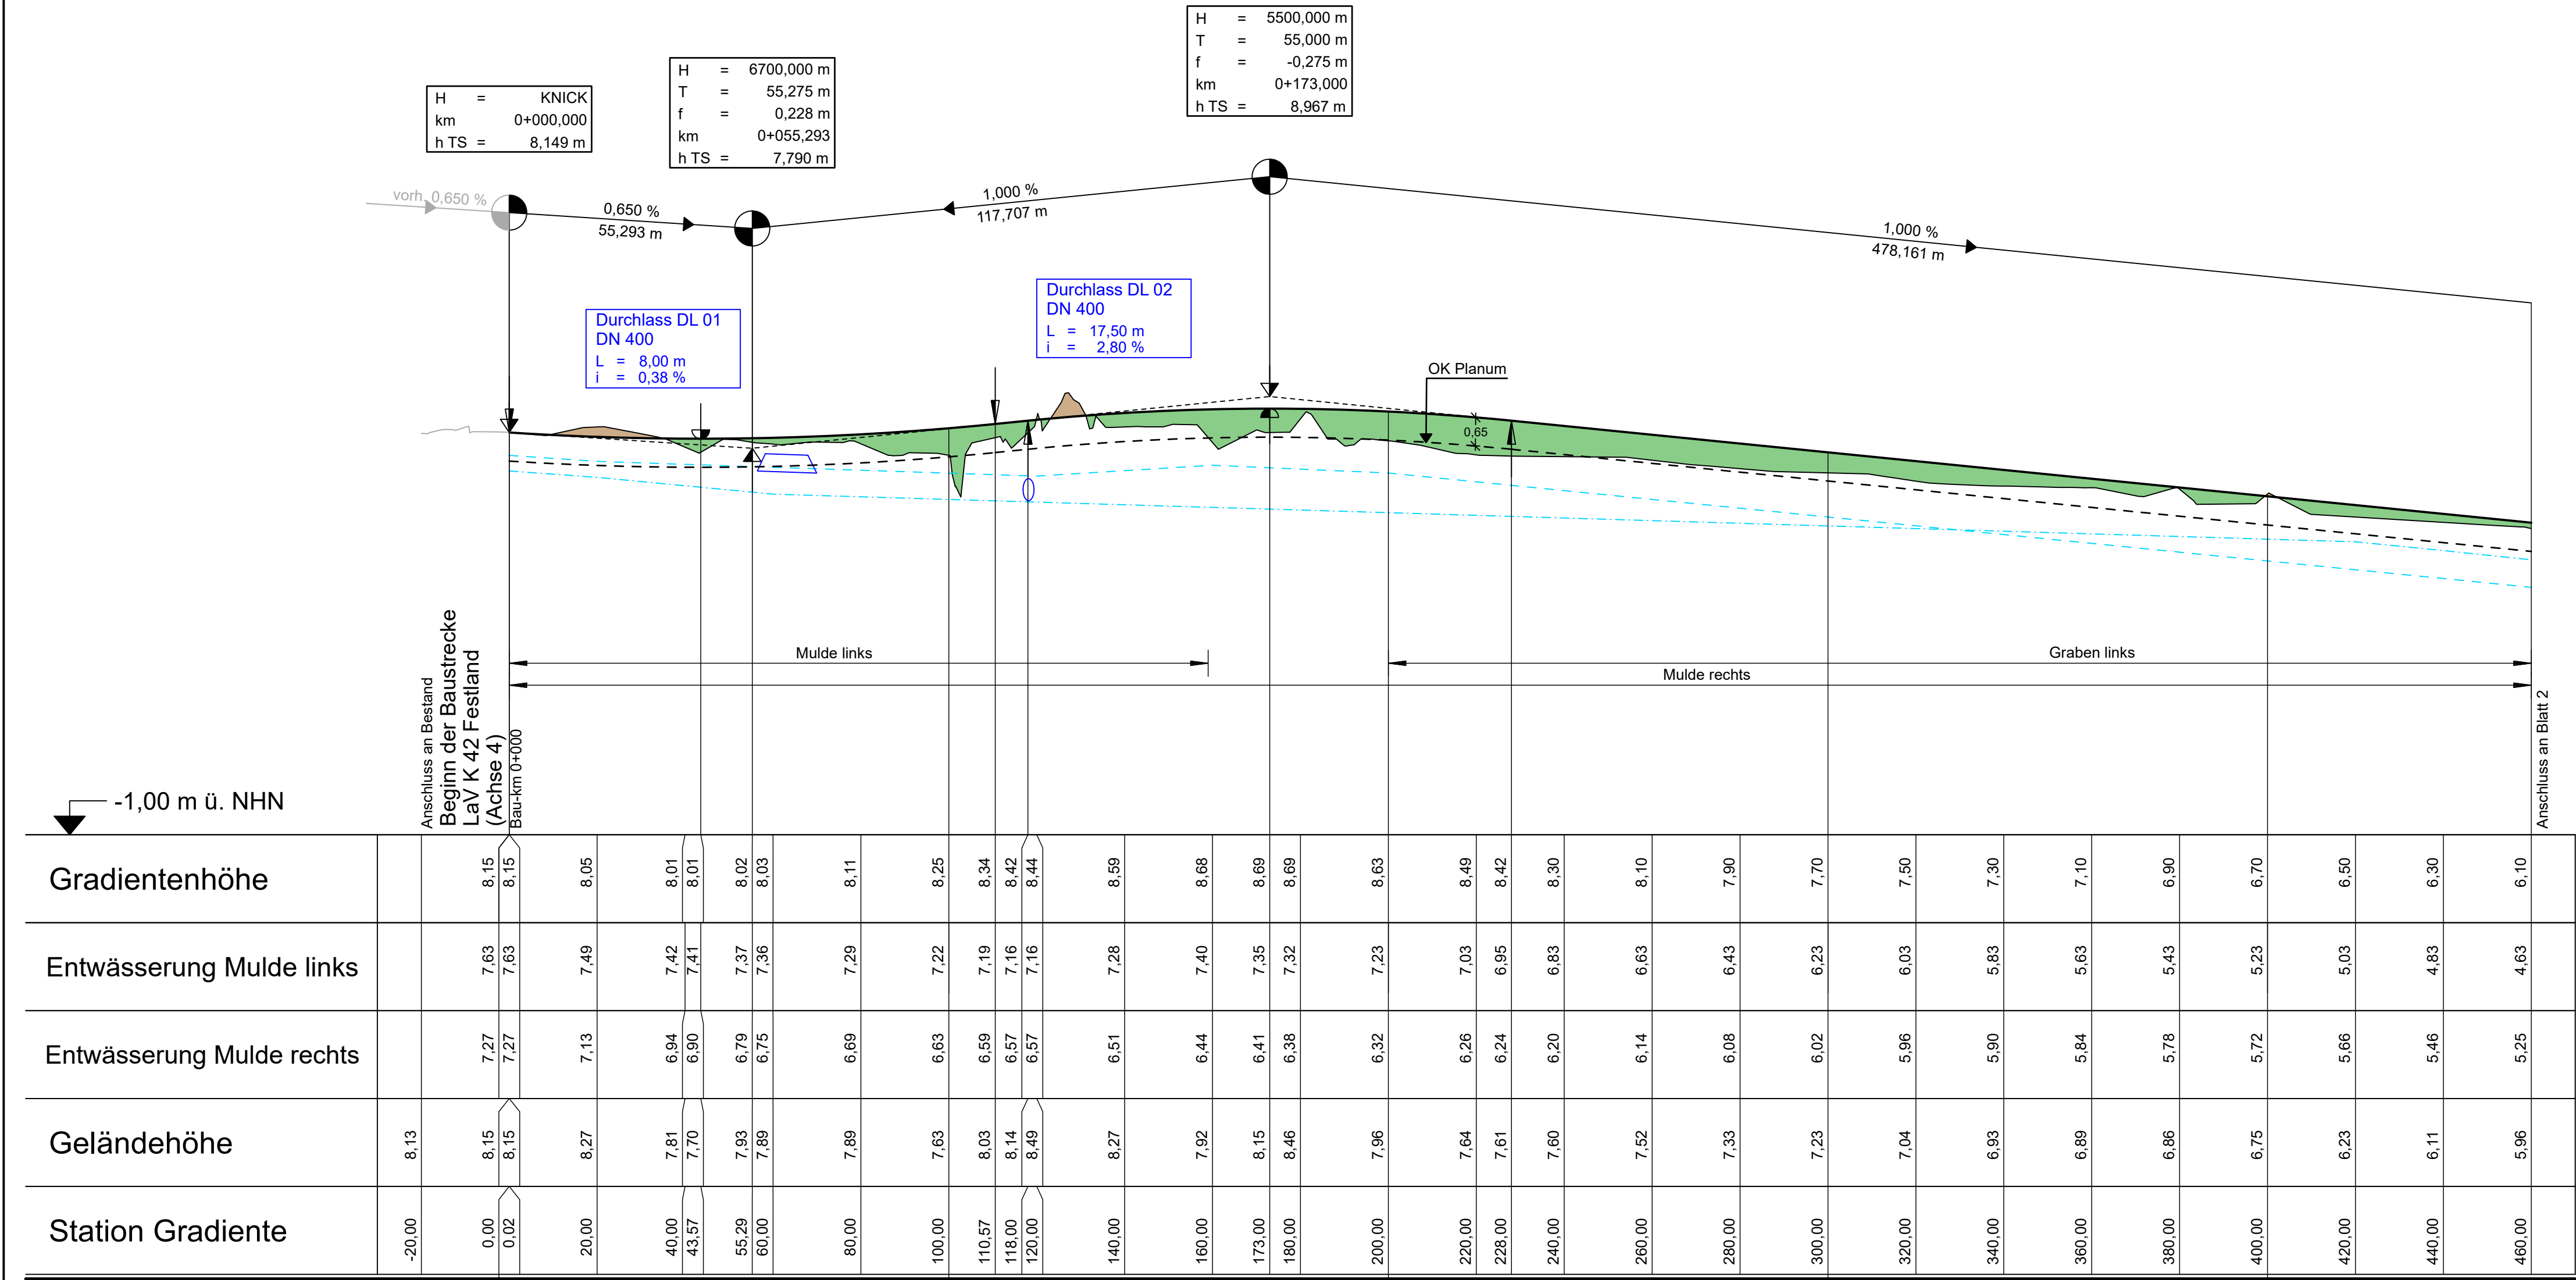 H = 5500,000 m
T = 55,000 m
f = -0,275 m
km 0+173,000
h TS = 8,967 m
H = 6700,000 m
T = 55,275 m
f = 0,228 m
km 0+055,293
h TS = 7,790 m
H = KNICK
km 0+000,000
h TS = 8,149 m
vorh. 0,650 %
0,650 %
55,293 m
1,000 %
117,707 m
1,000 %
478,161 m
Durchlass DL 01
DN 400
L = 8,00 m
i = 0,38 %
Durchlass DL 02
DN 400
L = 17,50 m
i = 2,80 %
OK Planum
0,65
Mulde links
Graben links
Mulde rechts
Anschluss an Bestand
Beginn der Baustrecke
LaV K 42 Festland
(Achse 4)
Bau-km 0+000
Anschluss an Blatt 2
-1,00 m ü. NHN
Gradientenhöhe 8,15 8,15 8,05 8,01 8,01 8,02 8,03 8,11 8,25 8,34 8,42 8,44 8,59 8,68 8,69 8,69 8,63 8,49 8,42 8,30 8,10 7,90 7,70 7,50 7,30 7,10 6,90 6,70 6,50 6,30 6,10
Entwässerung Mulde links 7,63 7,63 7,49 7,42 7,41 7,37 7,36 7,29 7,22 7,19 7,16 7,16 7,28 7,40 7,35 7,32 7,23 7,03 6,95 6,83 6,63 6,43 6,23 6,03 5,83 5,63 5,43 5,23 5,03 4,83 4,63
Entwässerung Mulde rechts 7,27 7,27 7,13 6,94 6,90 6,79 6,75 6,69 6,63 6,59 6,57 6,57 6,51 6,44 6,41 6,38 6,32 6,26 6,24 6,20 6,14 6,08 6,02 5,96 5,90 5,84 5,78 5,72 5,66 5,46 5,25
Geländehöhe 8,13 8,15 8,15 8,27 7,81 7,70 7,93 7,89 7,89 7,63 8,03 8,14 8,49 8,27 7,92 8,15 8,46 7,96 7,64 7,61 7,60 7,52 7,33 7,23 7,04 6,93 6,89 6,86 6,75 6,23 6,11 5,96
Station Gradiente -20,00 0,00 0,02 20,00 40,00 43,57 55,29 60,00 80,00 100,00 110,57 118,00 120,00 140,00 160,00 173,00 180,00 200,00 220,00 228,00 240,00 260,00 280,00 300,00 320,00 340,00 360,00 380,00 400,00 420,00 440,00 460,00